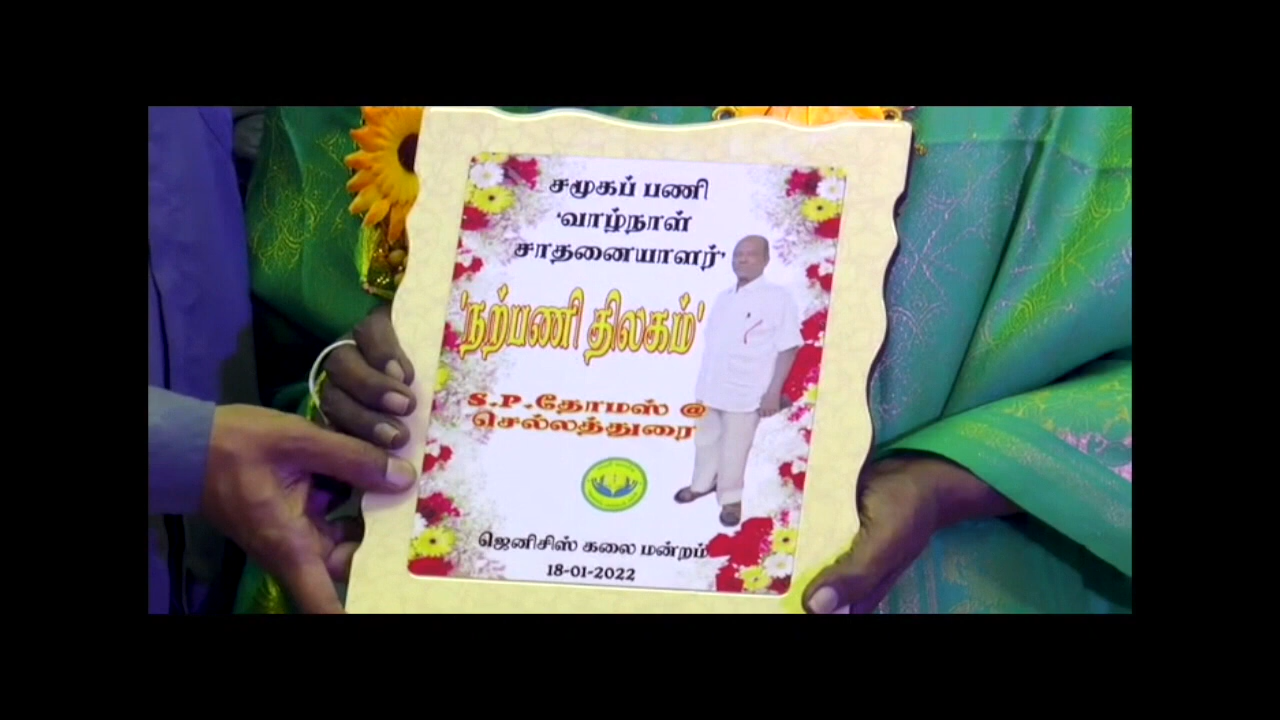 சமூகப் பணி
'வாழ்நாள்
சாதனையாளர்'
'நற்பணி திலகம்'
S.P.தோமஸ் @
செல்லத்துரை
ஜெனிசிஸ் கலை மன்றம்
18-01-2022